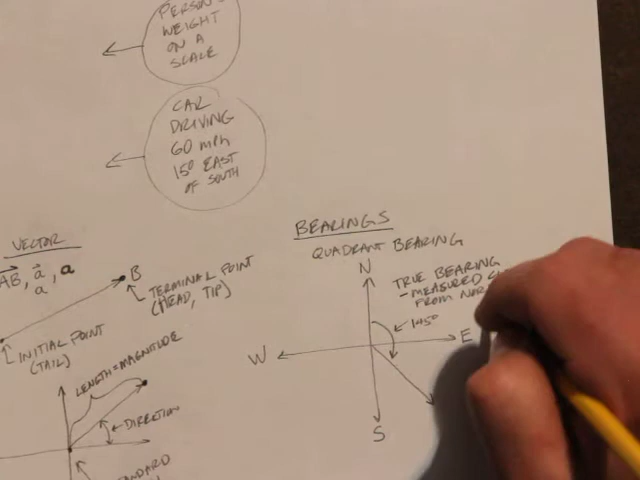 PERSON'S
WEIGHT
ON A
SCALE
CAR
DRIVING
60 mph
15° EAST
OF SOUTH
VECTOR
AB, a, a
a
B
TERMINAL POINT
(HEAD, TIP)
INITIAL POINT
(TAIL)
LENGTH=MAGNITUDE
DIRECTION
BEARINGS
QUADRANT BEARING
N
TRUE BEARING
- MEASURED
FROM
145°
W
E
S